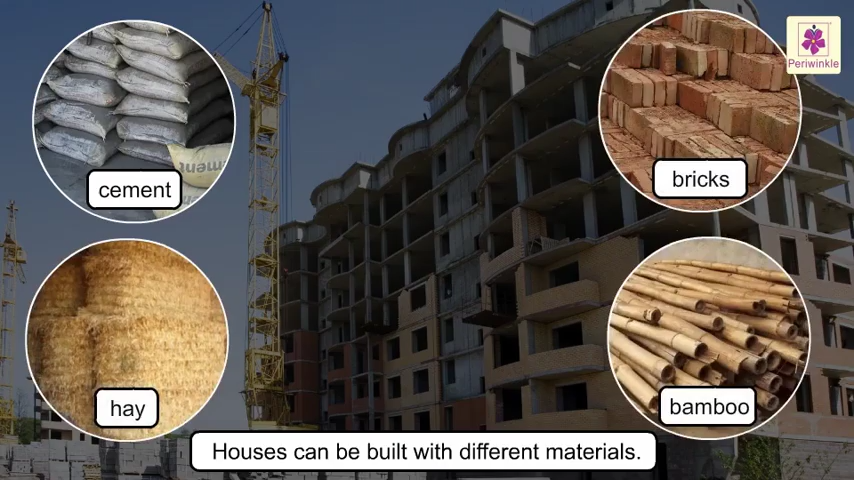 Periwinkle
cement
bricks
hay
bamboo
Houses can be built with different materials.